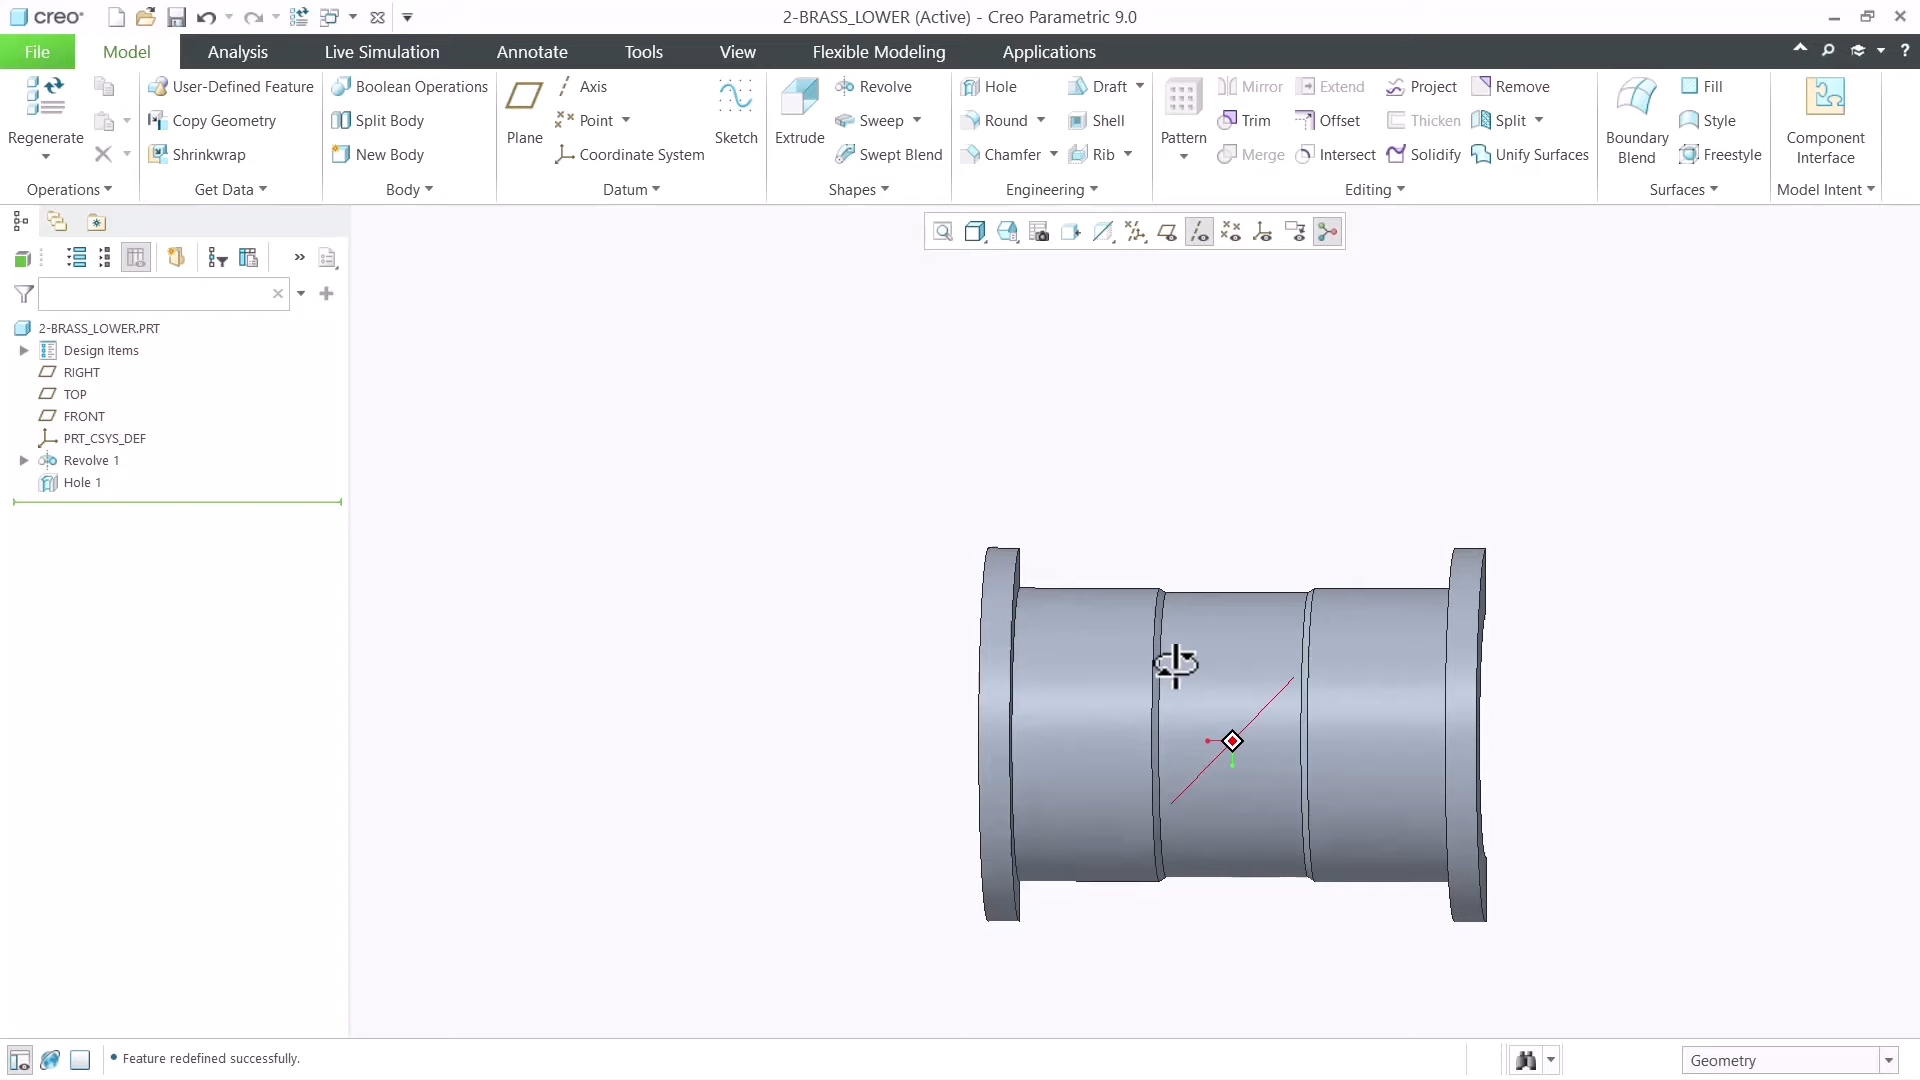 creo®
2-BRASS_LOWER (Active) - Creo Parametric 9.0
File Model Analysis Live Simulation Annotate Tools View Flexible Modeling Applications
Regenerate
Operations
User-Defined Feature
Copy Geometry
Shrinkwrap
Get Data
Boolean Operations
Split Body
New Body
Body
Plane
Axis
Point
Coordinate System
Sketch
Datum
Extrude
Revolve
Sweep
Swept Blend
Shapes
Hole
Round
Chamfer
Draft
Shell
Rib
Engineering
Pattern
Mirror
Trim
Merge
Extend
Offset
Intersect
Project
Thicken
Solidify
Remove
Split
Unify Surfaces
Editing
Boundary
Blend
Fill
Style
Freestyle
Surfaces
Component
Interface
Model Intent
2-BRASS_LOWER.PRT
Design Items
RIGHT
TOP
FRONT
PRT_CSYS_DEF
Revolve 1
Hole 1
Feature redefined successfully.
Geometry